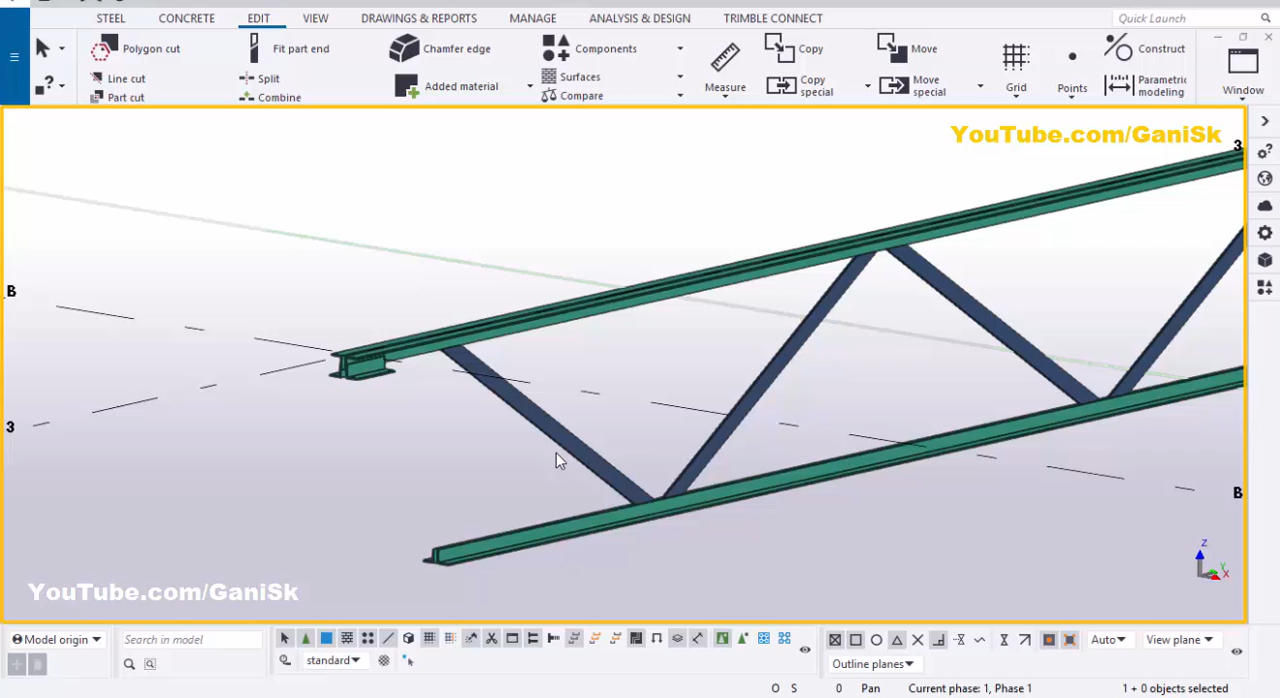 STEEL CONCRETE EDIT VIEW DRAWINGS & REPORTS MANAGE ANALYSIS & DESIGN TRIMBLE CONNECT Quick Launch
Polygon cut Fit part end Chamfer edge Components Copy Move Construct
Line cut Split Added material Surfaces Measure Copy special Move special Grid Points Parametric modeling Window
Part cut Combine Compare
YouTube.com/GaniSk
3
B
3
B
Z
Y
X
YouTube.com/GaniSk
Model origin Search in model Auto View plane
standard Outline planes
O S 0 Pan Current phase: 1, Phase 1 1 + 0 objects selected